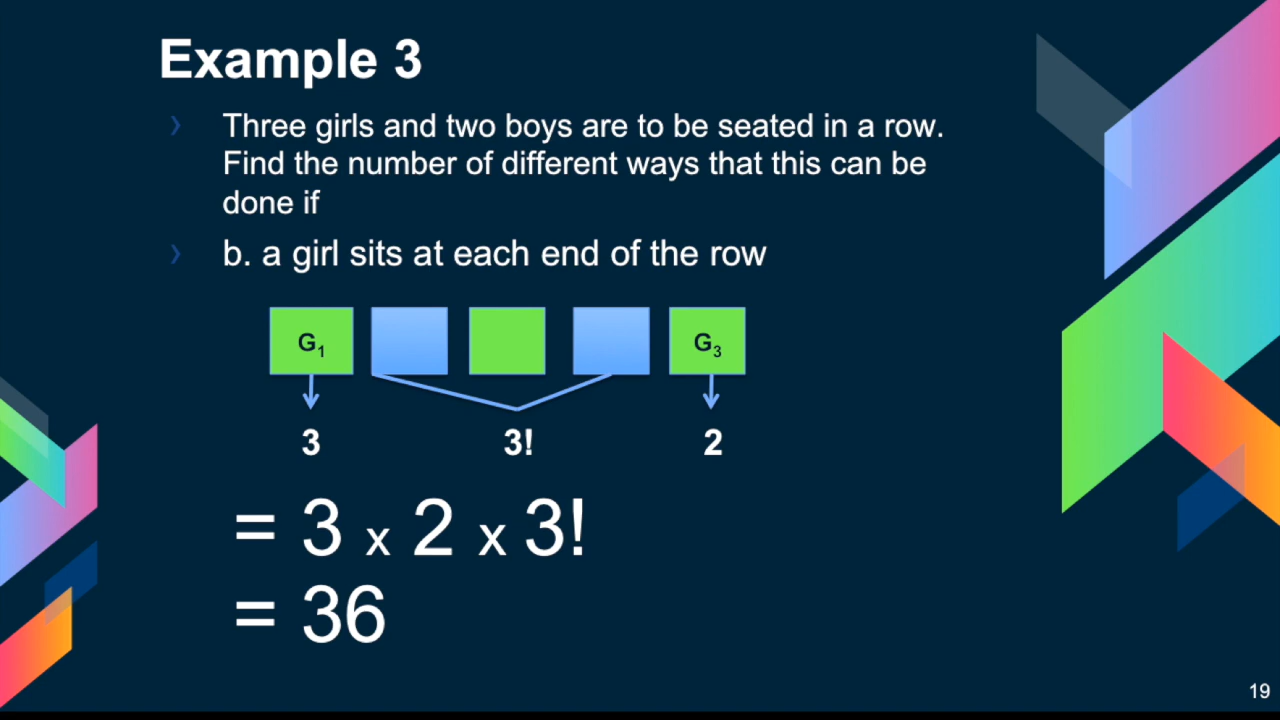 Example 3
› Three girls and two boys are to be seated in a row.
Find the number of different ways that this can be
done if
› b. a girl sits at each end of the row
G₁ G₃
3 3! 2
= 3 x 2 x 3!
= 36
19